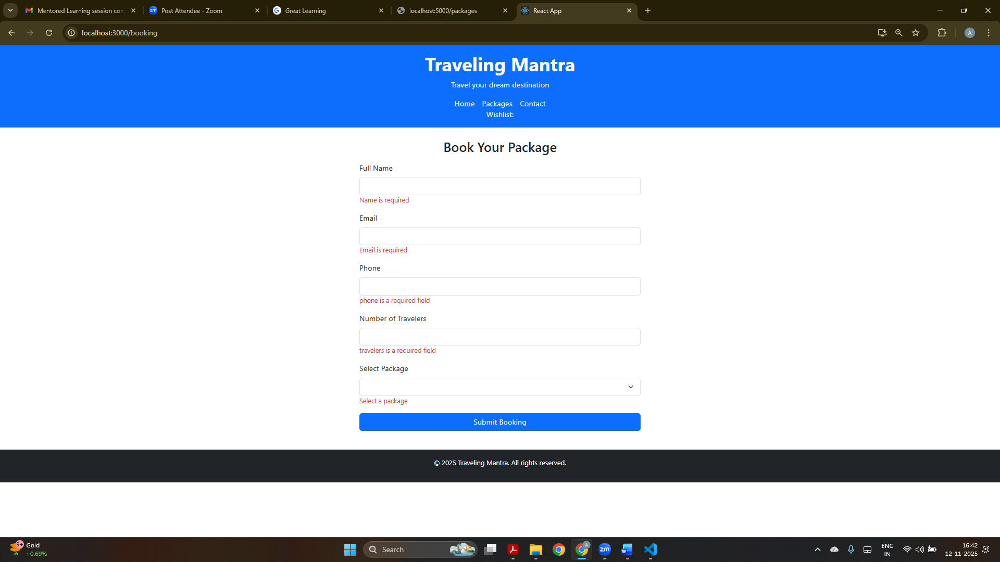 Mentored Learning session con
Post Attendee - Zoom
Great Learning
localhost:5000/packages
React App
localhost:3000/booking
A
Traveling Mantra
Travel your dream destination
Home Packages Contact
Wishlist:
Book Your Package
Full Name
Name is required
Email
Email is required
Phone
phone is a required field
Number of Travelers
travelers is a required field
Select Package
Select a package
Submit Booking
© 2025 Traveling Mantra. All rights reserved.
9+
Gold
+0.69%
Search
A
zm
W
ENG
IN
16:42
12-11-2025